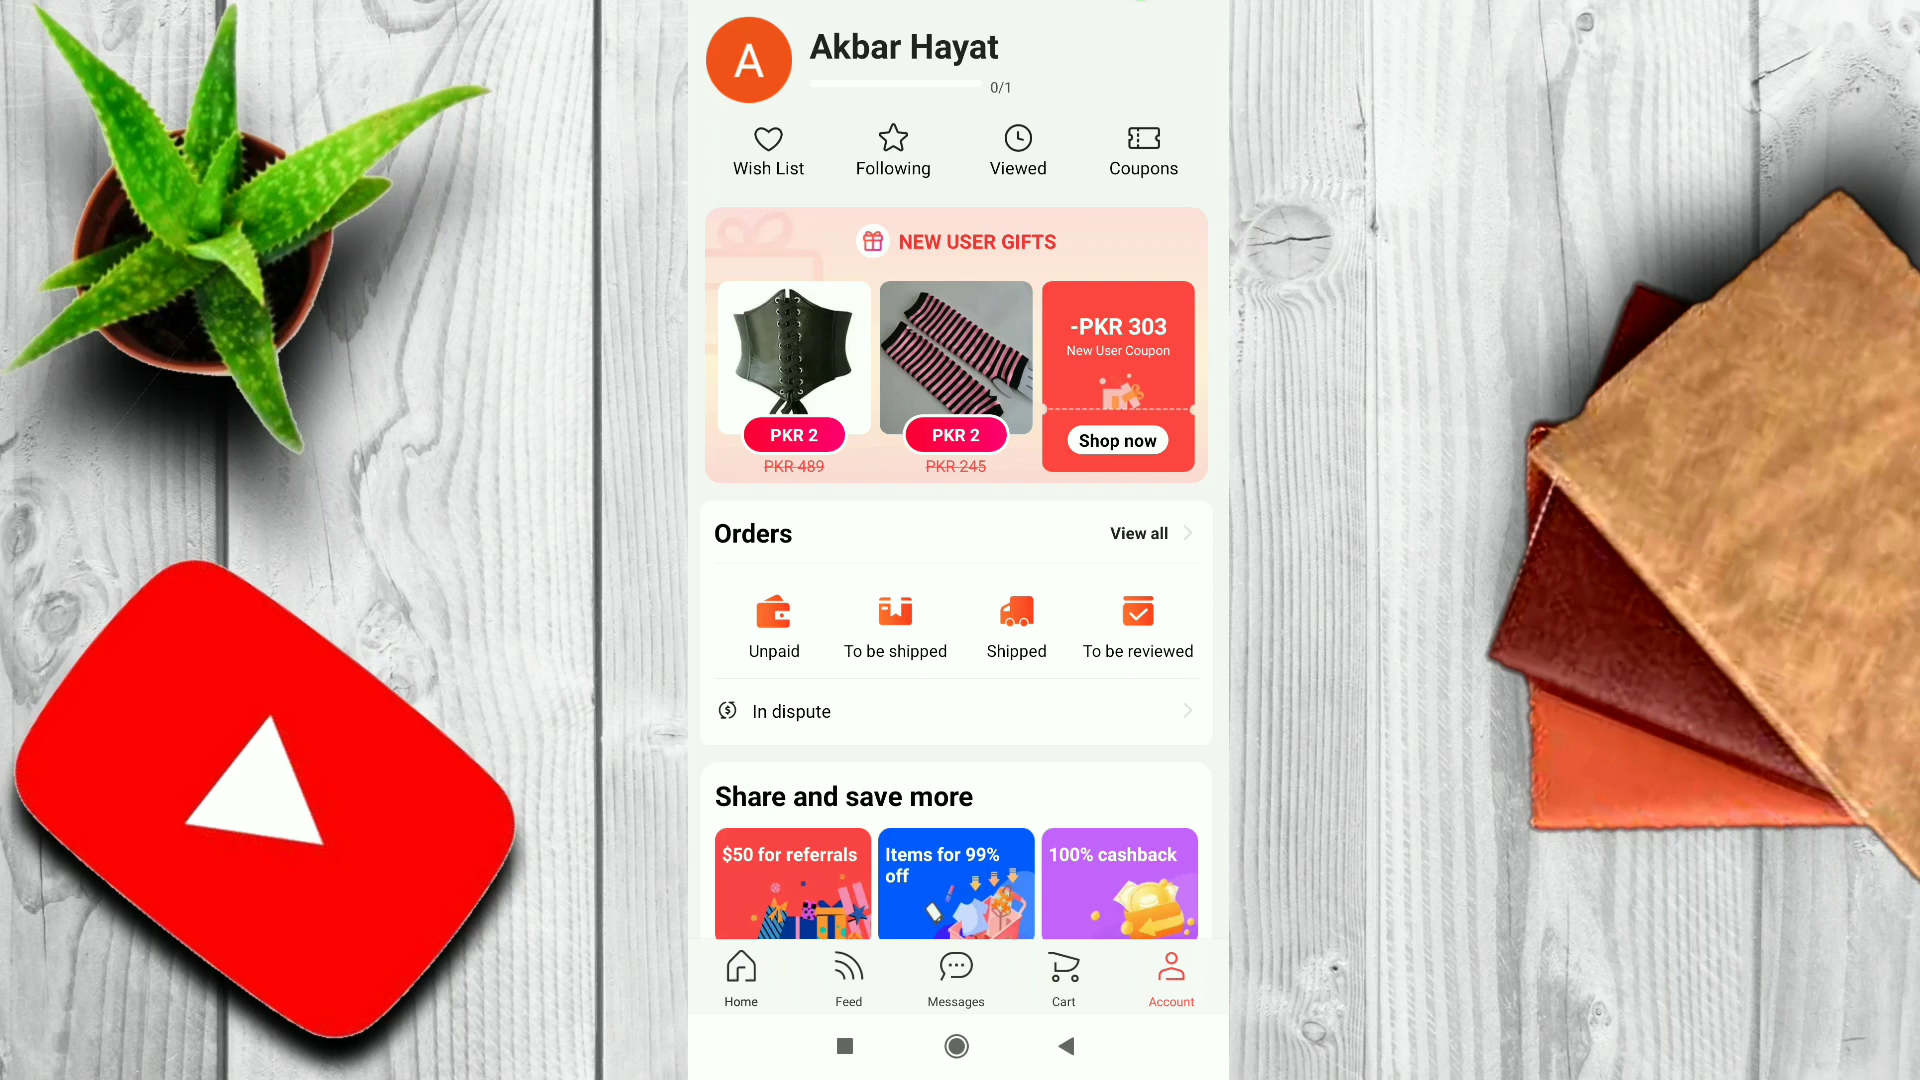 A
Akbar Hayat
0/1
Wish List
Following
Viewed
Coupons
NEW USER GIFTS
PKR 2
PKR 489
PKR 2
PKR 245
-PKR 303
New User Coupon
Shop now
Orders
View all
Unpaid
To be shipped
Shipped
To be reviewed
In dispute
Share and save more
$50 for referrals
Items for 99%
off
100% cashback
Home
Feed
Messages
Cart
Account